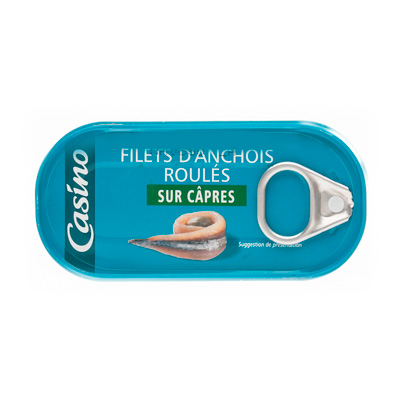 Casino
FILETS D'ANCHOIS
ROULÉS
SUR CÂPRES
Suggestion de présentation